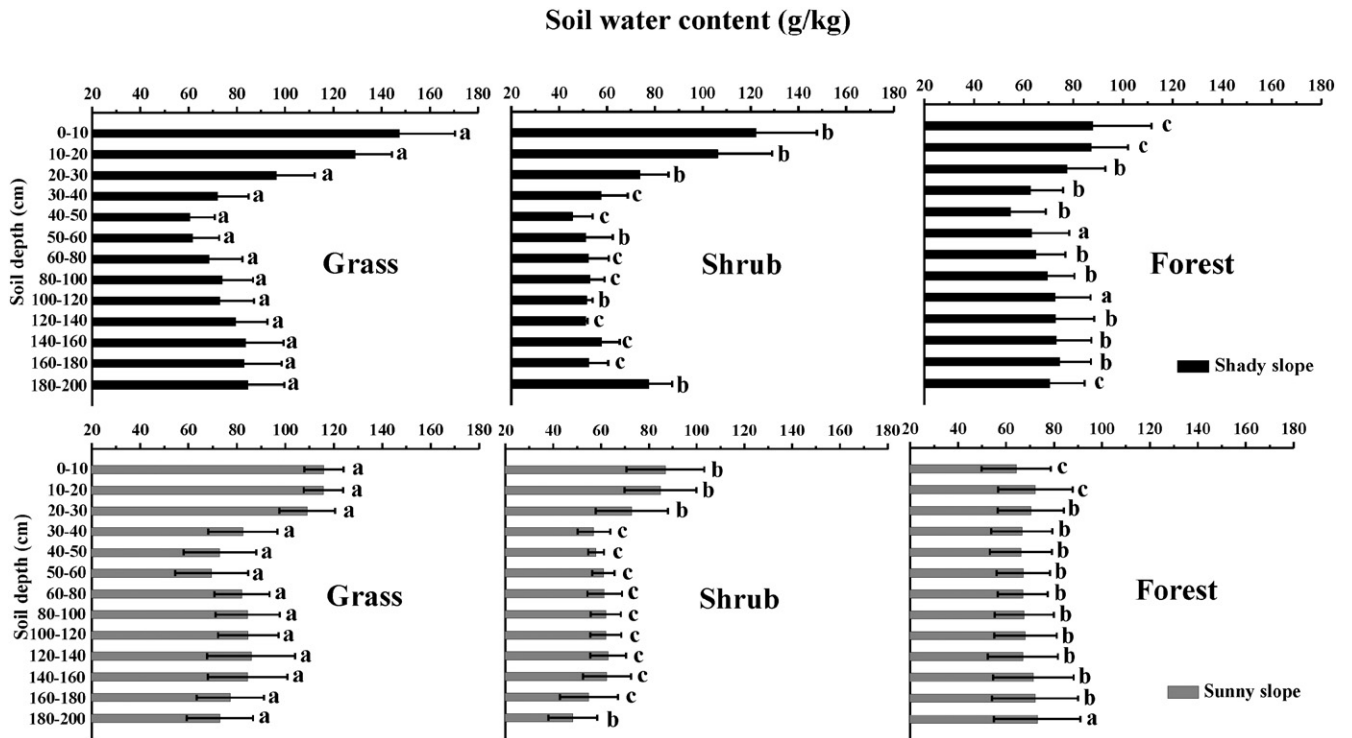 Soil water content (g/kg)
20 40 60 80 100 120 140 160 180
20 40 60 80 100 120 140 160 180
20 40 60 80 100 120 140 160 180
Soil depth (cm)
0-10 a b c
10-20 a b c
20-30 a b b
30-40 a c b
40-50 a c b
50-60 a b a
60-80 a c b
Grass Shrub Forest
80-100 a c b
100-120 a b a
120-140 a c b
140-160 a c b
160-180 a c b
Shady slope
180-200 a b c
20 40 60 80 100 120 140 160 180
20 40 60 80 100 120 140 160 180
20 40 60 80 100 120 140 160 180
Soil depth (cm)
0-10 a b c
10-20 a b c
20-30 a b b
30-40 a c b
40-50 a c b
50-60 a c b
60-80 a c b
Grass Shrub Forest
80-100 a c b
100-120 a c b
120-140 a c b
140-160 a c b
160-180 a c b
Sunny slope
180-200 a b a